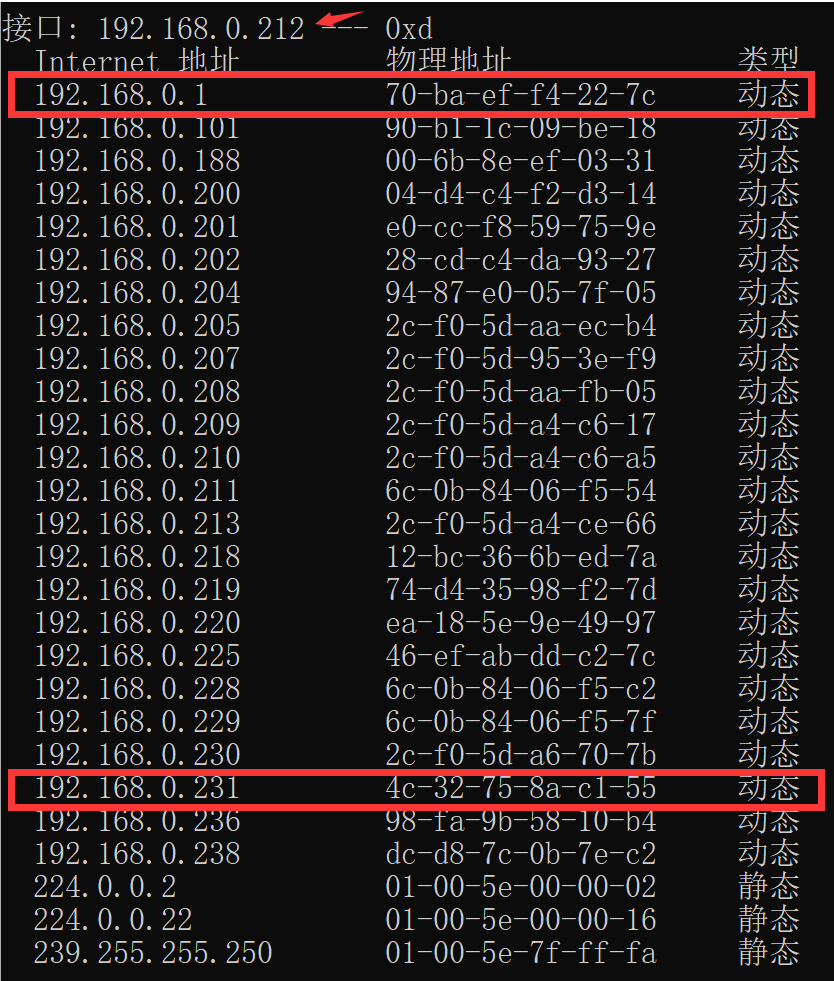 接口: 192.168.0.212 --- 0xd
Internet 地址 物理地址 类型
192.168.0.1 70-ba-ef-f4-22-7c 动态
192.168.0.101 90-b1-1c-09-be-18 动态
192.168.0.188 00-6b-8e-ef-03-31 动态
192.168.0.200 04-d4-c4-f2-d3-14 动态
192.168.0.201 e0-cc-f8-59-75-9e 动态
192.168.0.202 28-cd-c4-da-93-27 动态
192.168.0.204 94-87-e0-05-7f-05 动态
192.168.0.205 2c-f0-5d-aa-ec-b4 动态
192.168.0.207 2c-f0-5d-95-3e-f9 动态
192.168.0.208 2c-f0-5d-aa-fb-05 动态
192.168.0.209 2c-f0-5d-a4-c6-17 动态
192.168.0.210 2c-f0-5d-a4-c6-a5 动态
192.168.0.211 6c-0b-84-06-f5-54 动态
192.168.0.213 2c-f0-5d-a4-ce-66 动态
192.168.0.218 12-bc-36-6b-ed-7a 动态
192.168.0.219 74-d4-35-98-f2-7d 动态
192.168.0.220 ea-18-5e-9e-49-97 动态
192.168.0.225 46-ef-ab-dd-c2-7c 动态
192.168.0.228 6c-0b-84-06-f5-c2 动态
192.168.0.229 6c-0b-84-06-f5-7f 动态
192.168.0.230 2c-f0-5d-a6-70-7b 动态
192.168.0.231 4c-32-75-8a-c1-55 动态
192.168.0.236 98-fa-9b-58-10-b4 动态
192.168.0.238 dc-d8-7c-0b-7e-c2 动态
224.0.0.2 01-00-5e-00-00-02 静态
224.0.0.22 01-00-5e-00-00-16 静态
239.255.255.250 01-00-5e-7f-ff-fa 静态